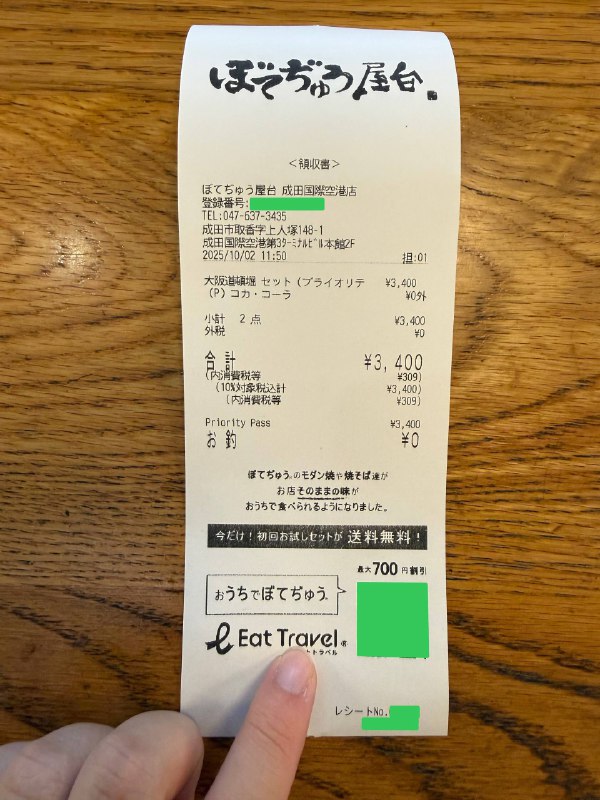 ぼてぢゅう屋台
<領収書>
ぼてぢゅう屋台 成田国際空港店
登録番号:
TEL:047-637-3435
成田市取香字上人塚148-1
成田国際空港第3ﾀｰﾐﾅﾙﾋﾞﾙ本館2F
2025/10/02 11:50 担:01
大阪道頓堀 セット (プライオリテ ¥3,400
(P) コカ・コーラ ¥0外
小計 2 点 ¥3,400
外税 ¥0
合計 ¥3,400
(内消費税等 ¥309)
(10%対象税込計 ¥3,400)
(内消費税等 ¥309)
Priority Pass ¥3,400
お釣 ¥0
ぼてぢゅう®のモダン焼や焼そば達が
お店そのままの味が
おうちで食べられるようになりました。
今だけ!初回お試しセットが 送料無料!
最大700円割引
おうちでぼてぢゅう
Eat Travel®
トラベル
レシートNo.